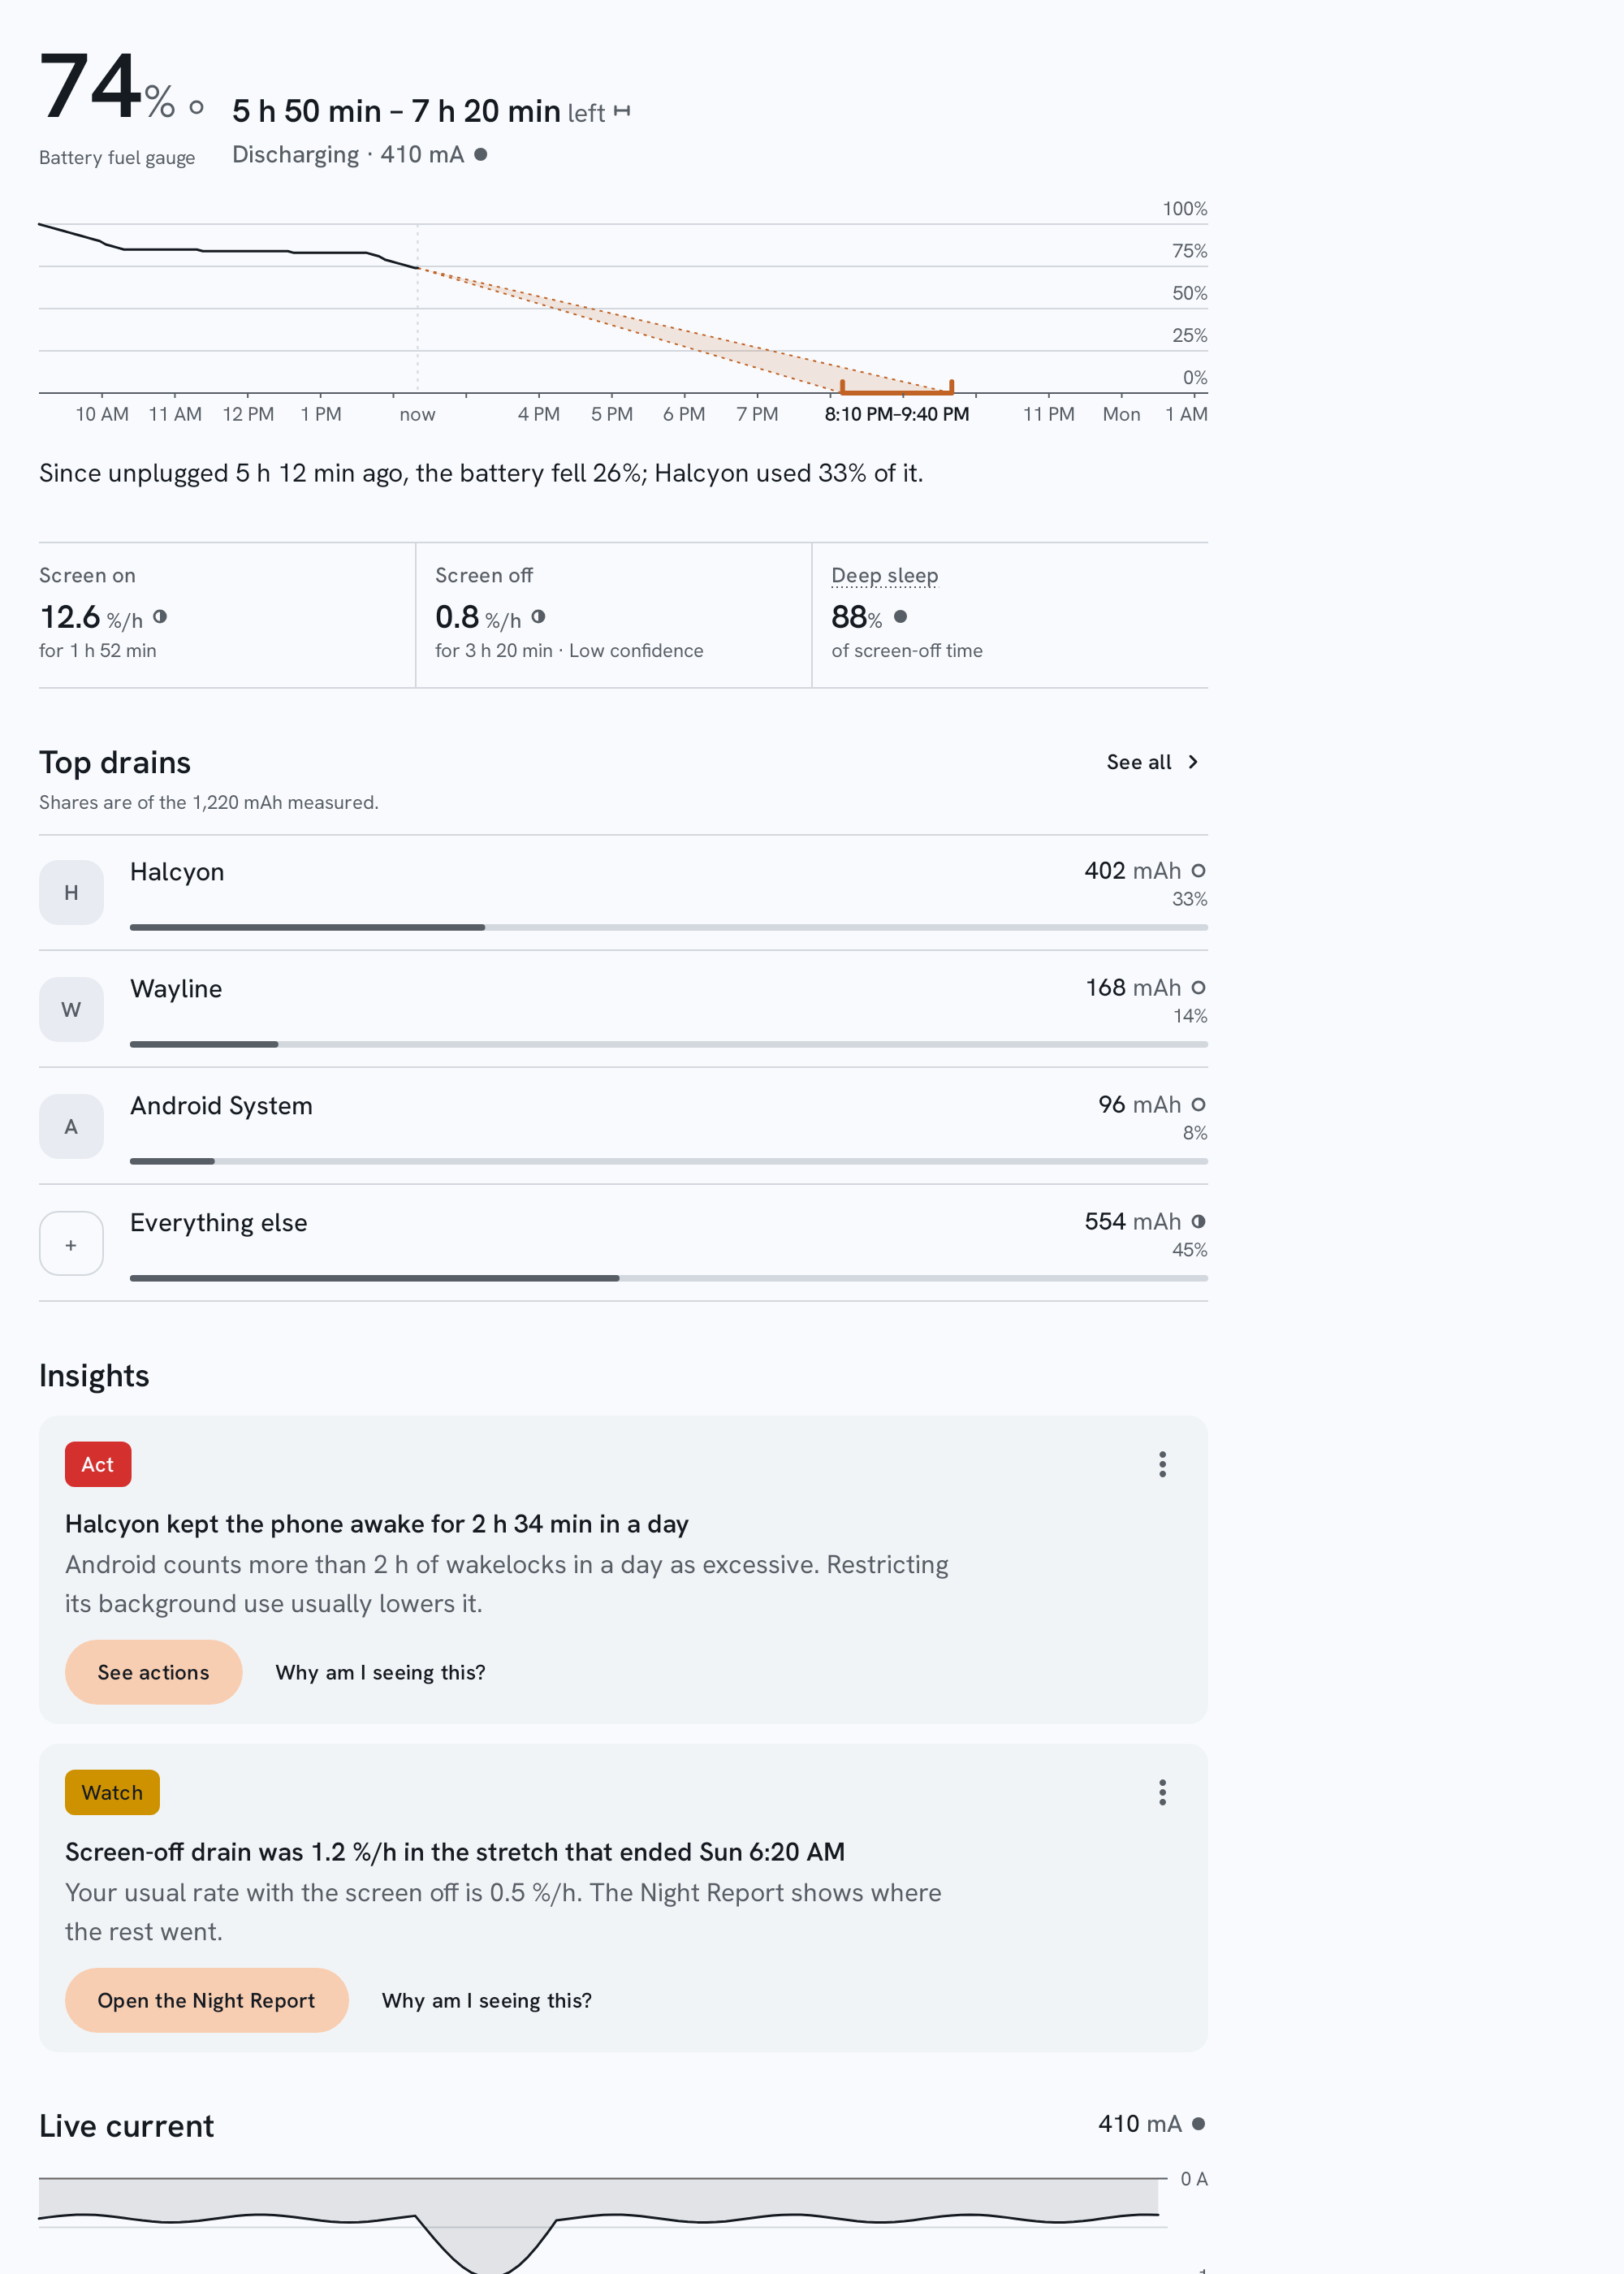 74%
5 h 50 min – 7 h 20 min left
Battery fuel gauge
Discharging · 410 mA
100%
75%
50%
25%
0%
10 AM 11 AM 12 PM 1 PM now 4 PM 5 PM 6 PM 7 PM 8:10 PM–9:40 PM 11 PM Mon 1 AM
Since unplugged 5 h 12 min ago, the battery fell 26%; Halcyon used 33% of it.
Screen on
12.6 %/h
for 1 h 52 min
Screen off
0.8 %/h
for 3 h 20 min · Low confidence
Deep sleep
88%
of screen-off time
Top drains
See all
Shares are of the 1,220 mAh measured.
H
Halcyon
402 mAh
33%
W
Wayline
168 mAh
14%
A
Android System
96 mAh
8%
+
Everything else
554 mAh
45%
Insights
Act
Halcyon kept the phone awake for 2 h 34 min in a day
Android counts more than 2 h of wakelocks in a day as excessive. Restricting
its background use usually lowers it.
See actions
Why am I seeing this?
Watch
Screen-off drain was 1.2 %/h in the stretch that ended Sun 6:20 AM
Your usual rate with the screen off is 0.5 %/h. The Night Report shows where
the rest went.
Open the Night Report
Why am I seeing this?
Live current
410 mA
0 A